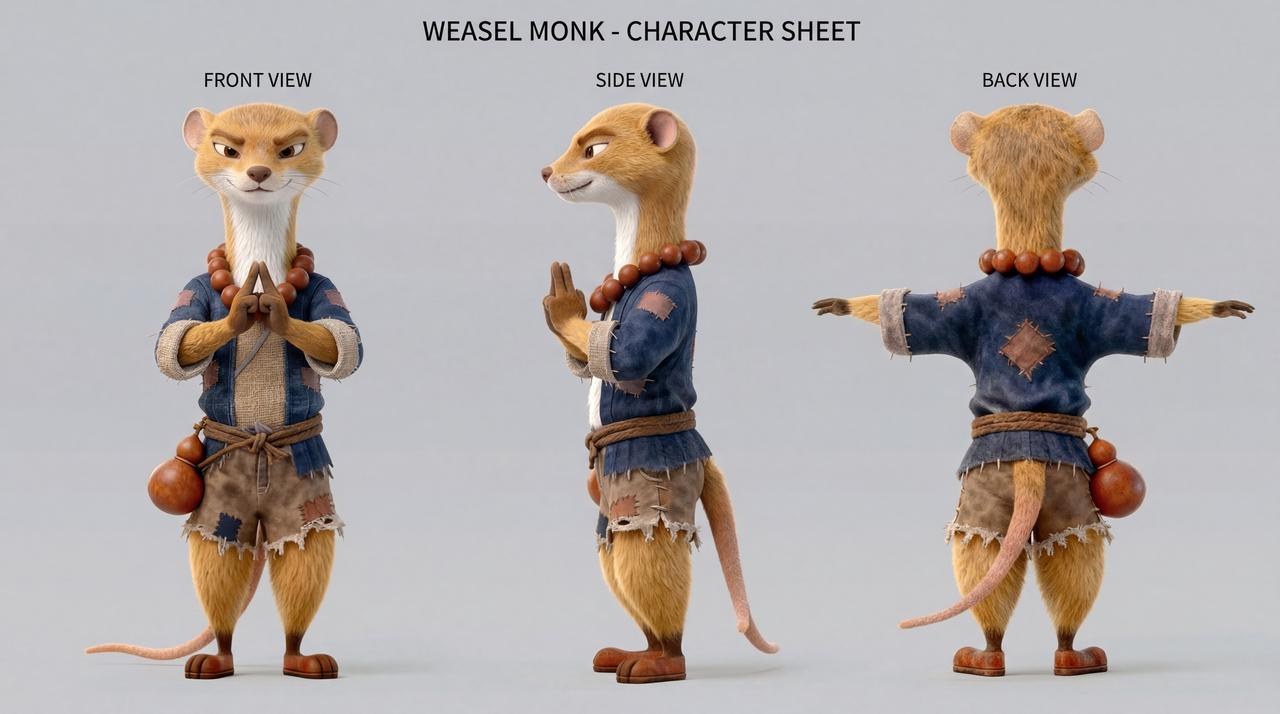 WEASEL MONK - CHARACTER SHEET
FRONT VIEW
SIDE VIEW
BACK VIEW